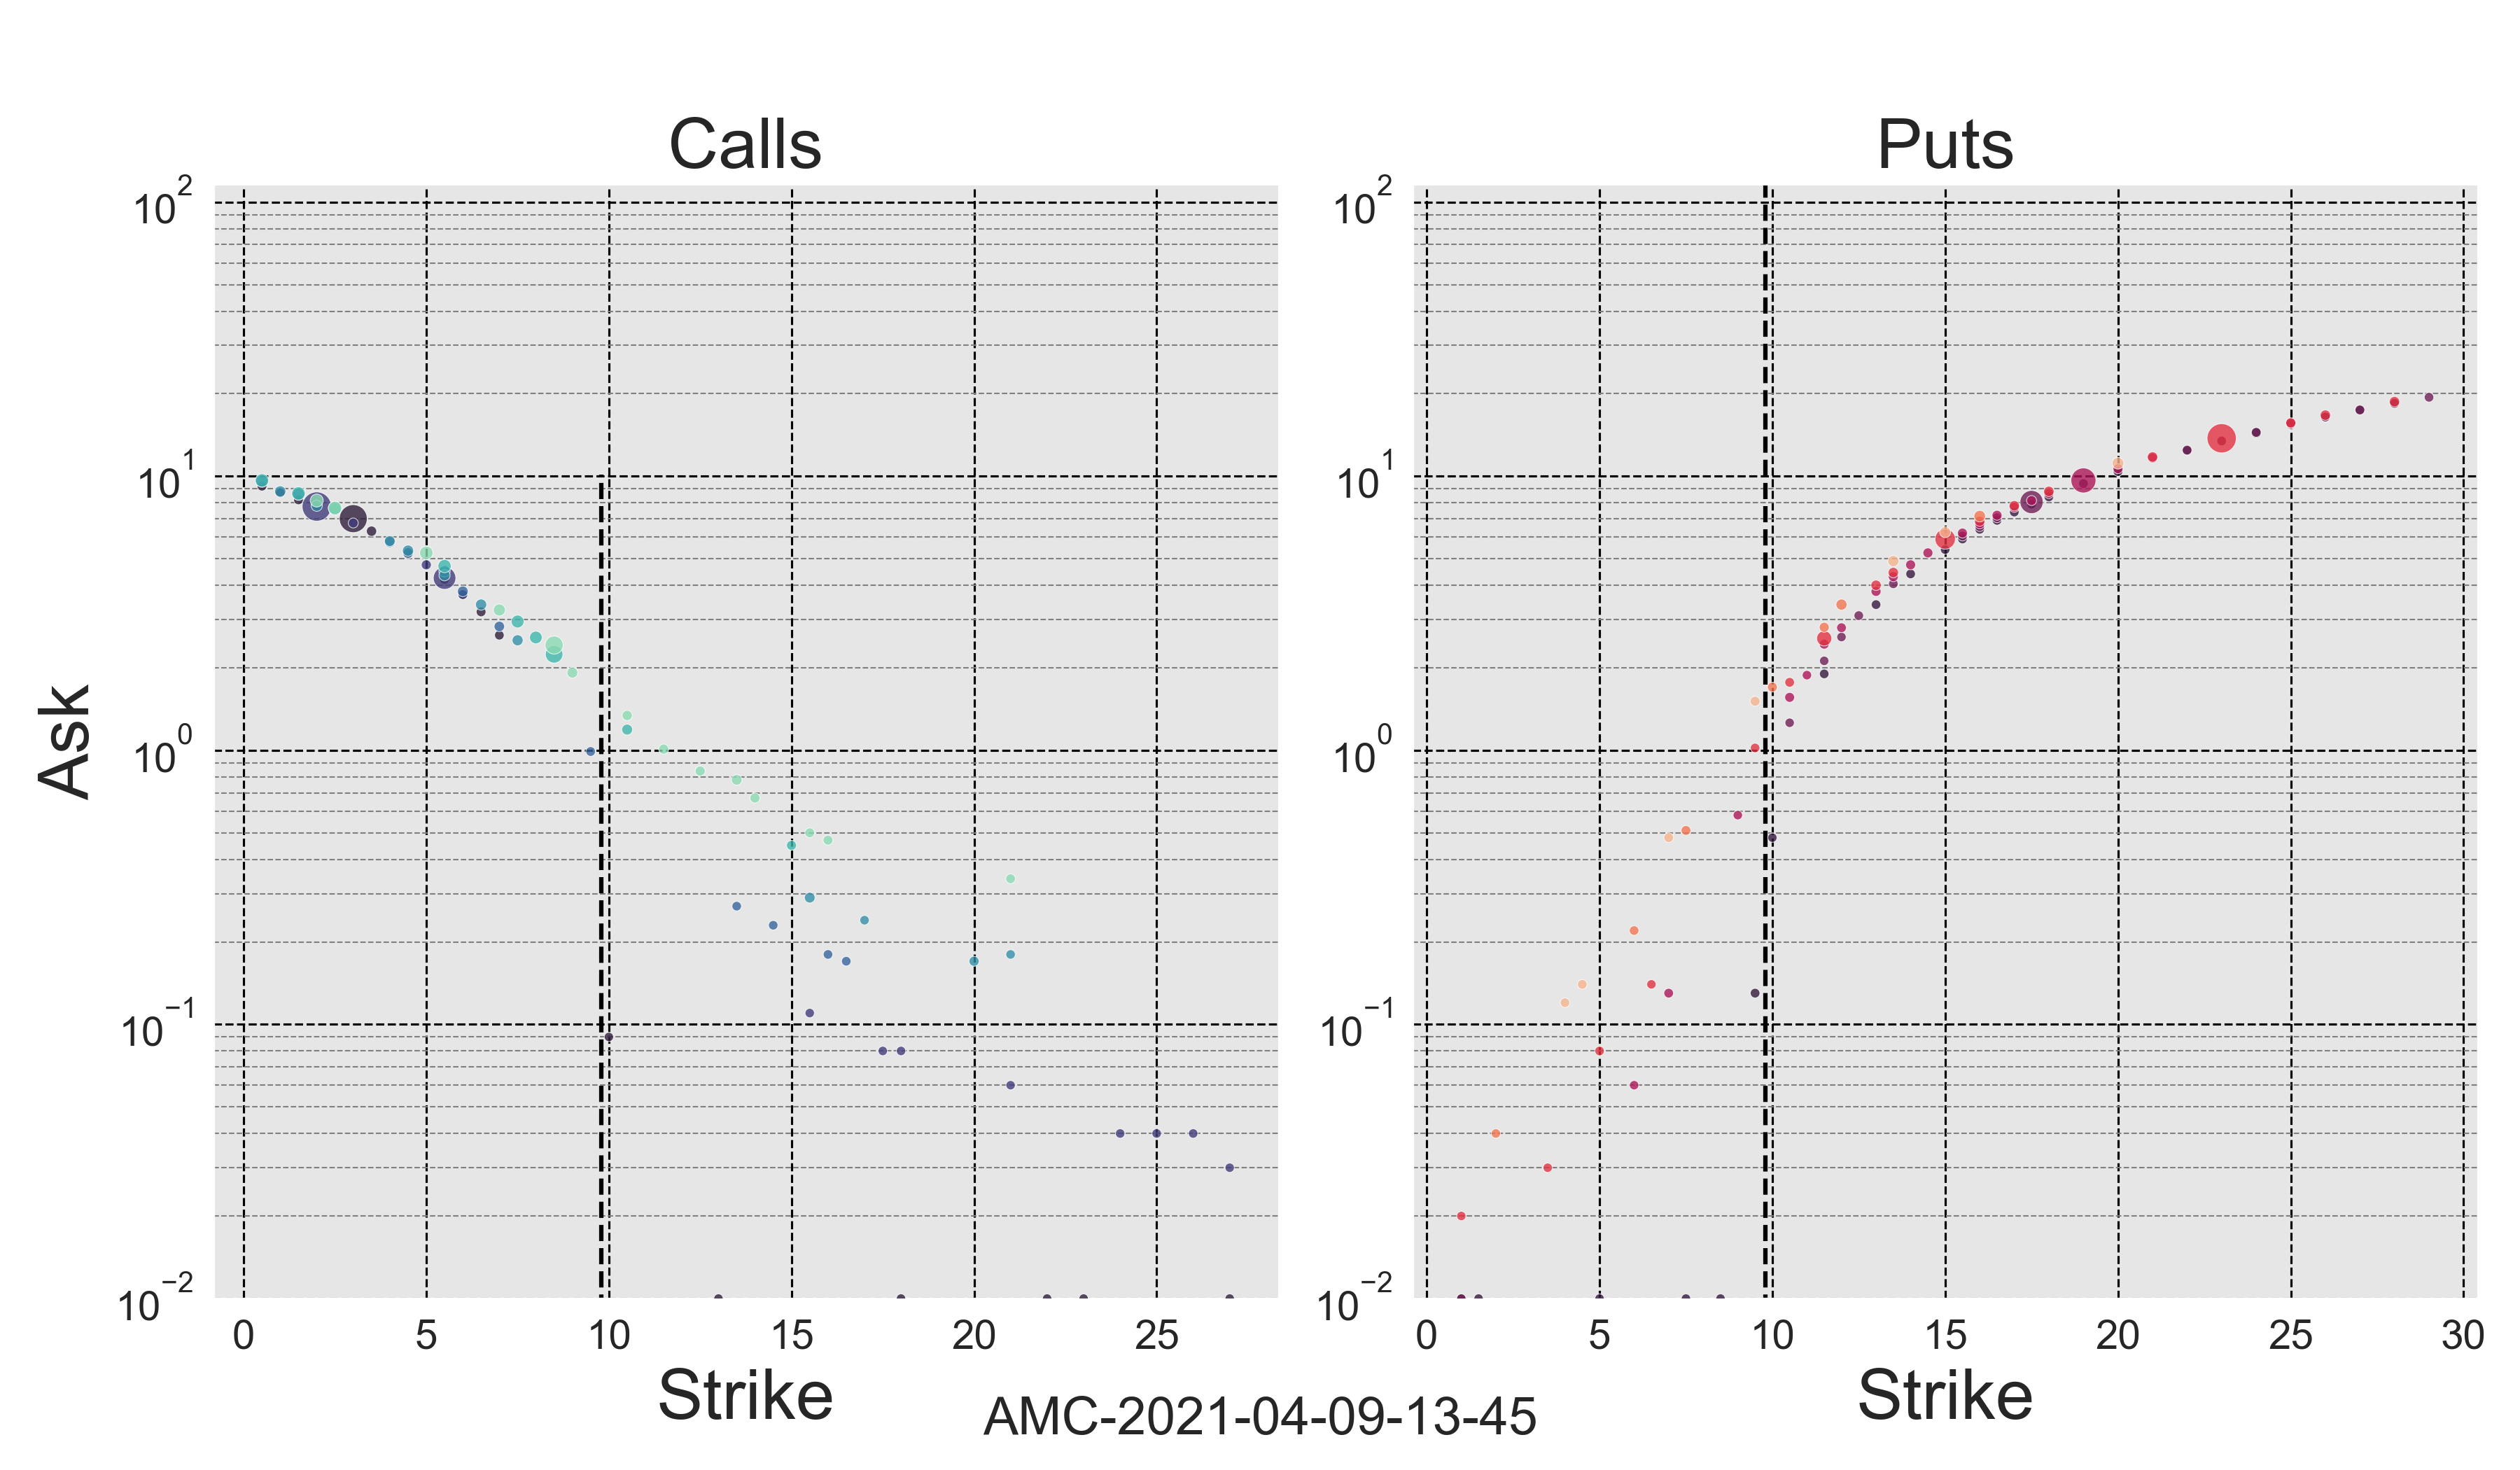 Calls Puts
10^2 10^2
10^1 10^1
10^0 10^0
10^−1 10^−1
10^−2 10^−2
Ask
0 5 10 15 20 25 0 5 10 15 20 25 30
Strike Strike
AMC-2021-04-09-13-45